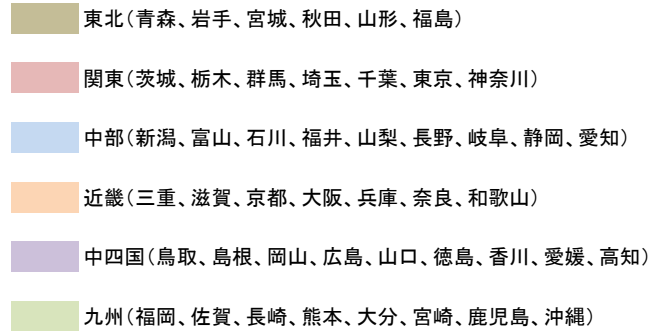 東北（青森、岩手、宮城、秋田、山形、福島）
関東（茨城、栃木、群馬、埼玉、千葉、東京、神奈川）
中部（新潟、富山、石川、福井、山梨、長野、岐阜、静岡、愛知）
近畿（三重、滋賀、京都、大阪、兵庫、奈良、和歌山）
中四国（鳥取、島根、岡山、広島、山口、徳島、香川、愛媛、高知）
九州（福岡、佐賀、長崎、熊本、大分、宮崎、鹿児島、沖縄）